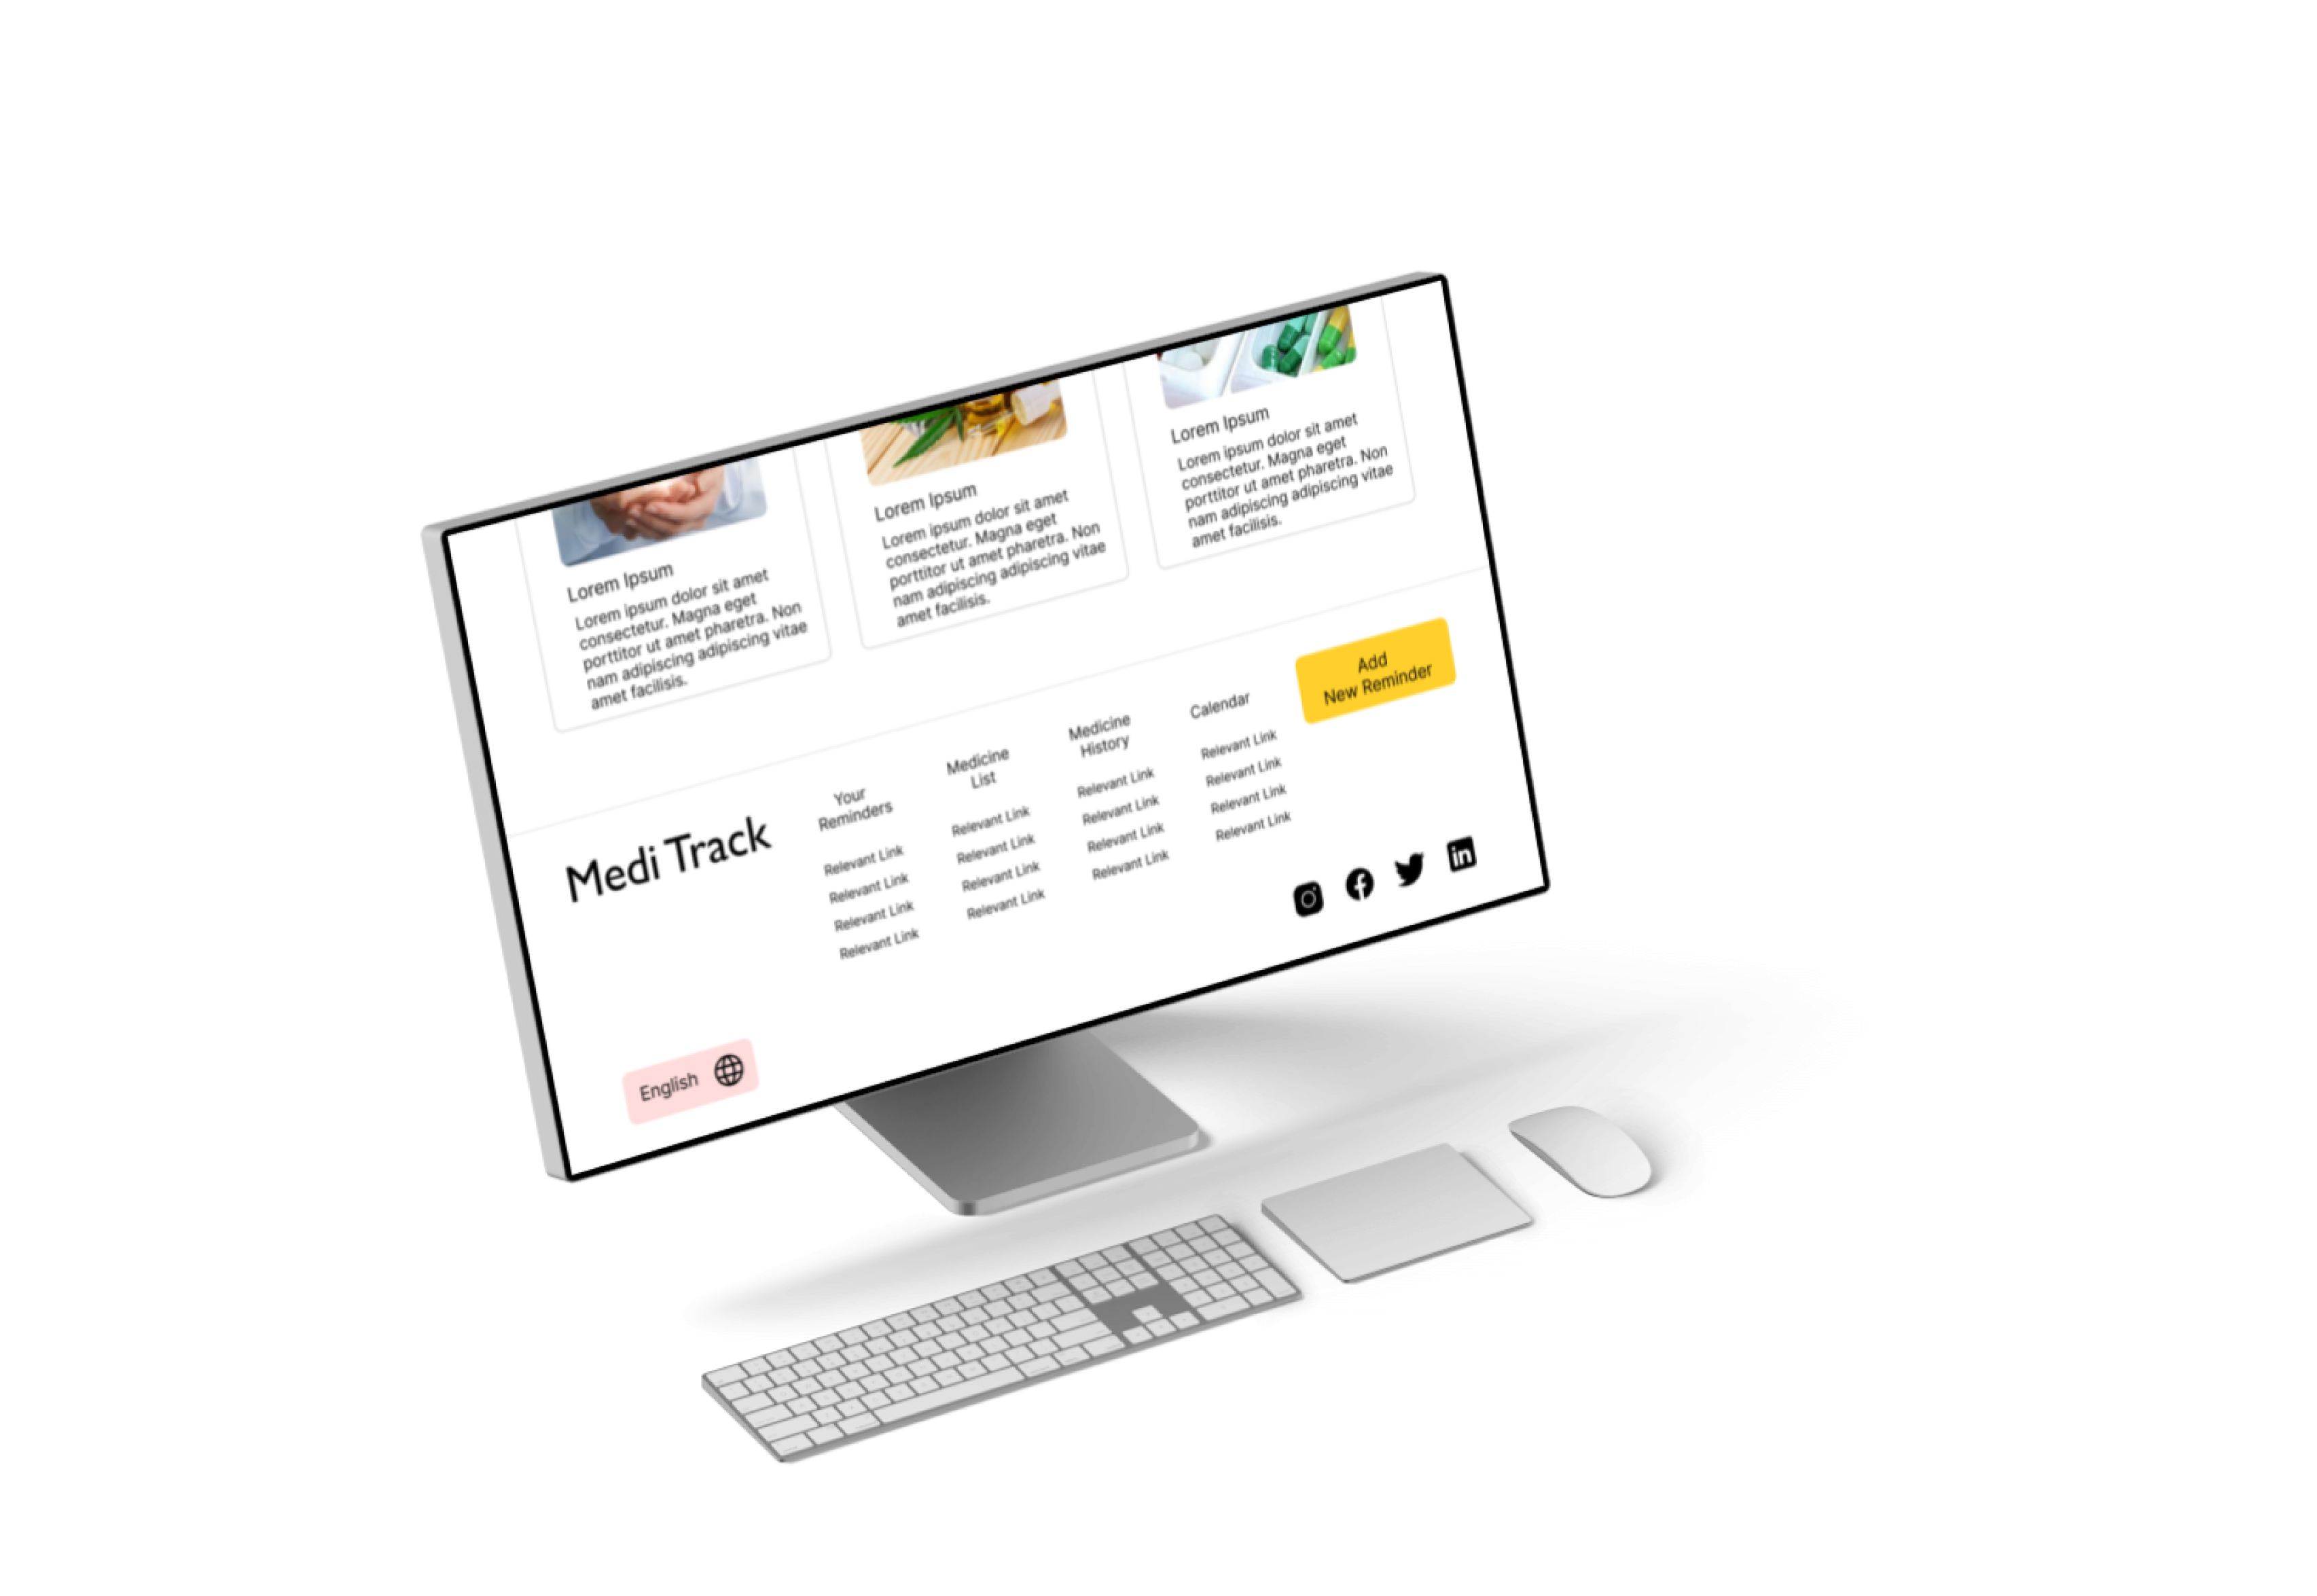 Lorem Ipsum
Lorem ipsum dolor sit amet
consectetur. Magna eget
porttitor ut amet pharetra. Non
nam adipiscing adipiscing vitae
amet facilisis.
Lorem Ipsum
Lorem ipsum dolor sit amet
consectetur. Magna eget
porttitor ut amet pharetra. Non
nam adipiscing adipiscing vitae
amet facilisis.
Lorem Ipsum
Lorem ipsum dolor sit amet
consectetur. Magna eget
porttitor ut amet pharetra. Non
nam adipiscing adipiscing vitae
amet facilisis.
Medi Track
Your
Reminders
Relevant Link
Relevant Link
Relevant Link
Relevant Link
Medicine
List
Relevant Link
Relevant Link
Relevant Link
Relevant Link
Medicine
History
Relevant Link
Relevant Link
Relevant Link
Relevant Link
Calendar
Relevant Link
Relevant Link
Relevant Link
Relevant Link
Add
New Reminder
in
English